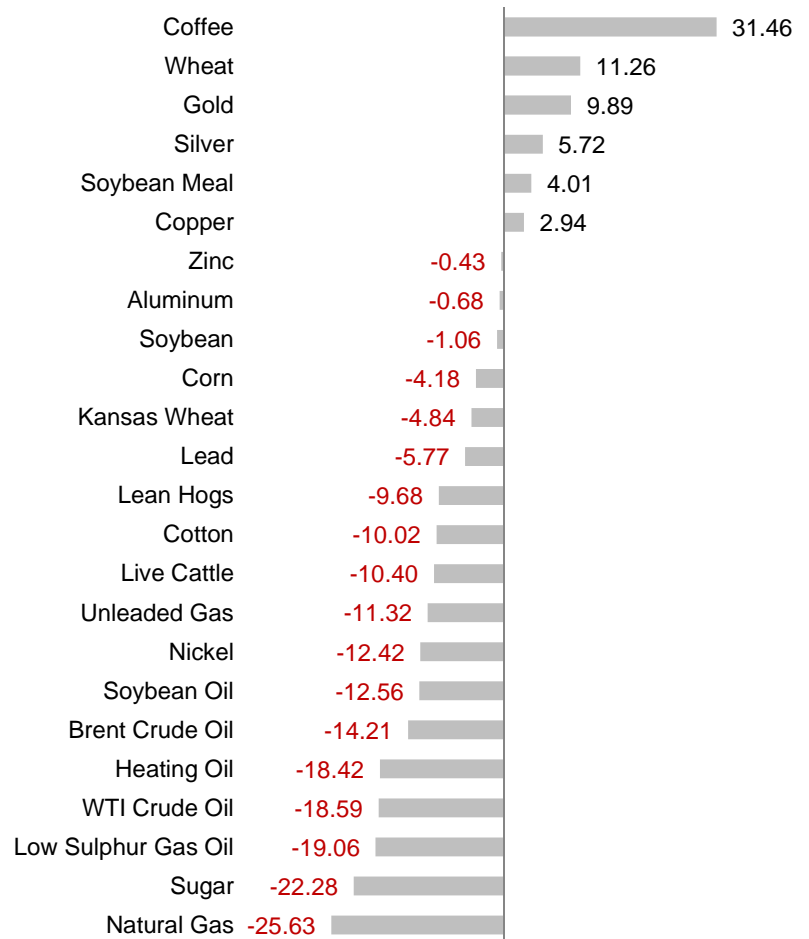 Coffee 31.46
Wheat 11.26
Gold 9.89
Silver 5.72
Soybean Meal 4.01
Copper 2.94
Zinc -0.43
Aluminum -0.68
Soybean -1.06
Corn -4.18
Kansas Wheat -4.84
Lead -5.77
Lean Hogs -9.68
Cotton -10.02
Live Cattle -10.40
Unleaded Gas -11.32
Nickel -12.42
Soybean Oil -12.56
Brent Crude Oil -14.21
Heating Oil -18.42
WTI Crude Oil -18.59
Low Sulphur Gas Oil -19.06
Sugar -22.28
Natural Gas -25.63